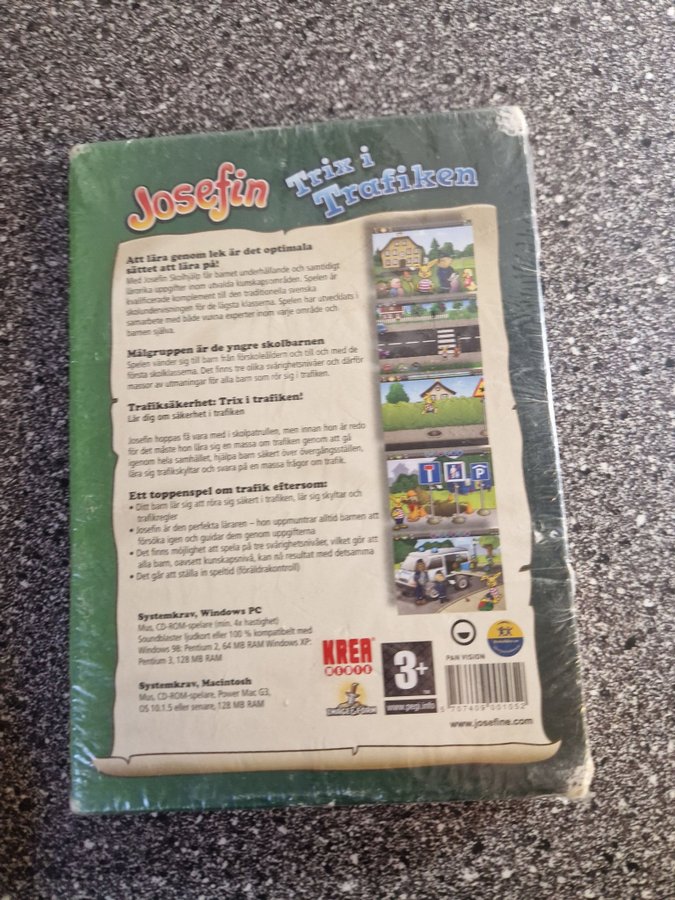 Josefin
Trix i
Trafiken
Att lära genom lek är det optimala
sättet att lära på!
Med Josefin Skolhjälp får barnet underhållande och samtidigt
lärorika uppgifter inom utvalda kunskapsområden. Spelen är
kvalificerade komplement till den traditionella svenska
skolundervisningen för de lägsta klasserna. Spelen har utvecklats i
samarbete med både vuxna experter inom varje område och
barnen själva.
Målgruppen är de yngre skolbarnen
Spelen vänder sig till barn från förskoleåldern och till och med de
första skolklasserna. Det finns tre olika svårighetsnivåer och därför
massor av utmaningar för alla barn som rör sig i trafiken.
Trafiksäkerhet: Trix i trafiken!
Lär dig om säkerhet i trafiken
Josefin hoppas få vara med i skolpatrullen, men innan hon är redo
för det måste hon lära sig en massa om trafiken genom att gå
igenom hela samhället, hjälpa barn säkert över övergångsställen,
lära sig trafikskyltar och svara på en massa frågor om trafik.
Ett toppenspel om trafik eftersom:
• Ditt barn lär sig att röra sig säkert i trafiken, lär sig skyltar och
trafikregler
• Josefin är den perfekta läraren – hon uppmuntrar alltid barnen att
försöka igen och guidar dem genom uppgifterna
• Det finns möjlighet att spela på tre svårighetsnivåer, vilket gör att
alla barn, oavsett kunskapsnivå, kan nå resultat med detsamma
• Det går att ställa in speltid (föräldrakontroll)
Systemkrav, Windows PC
Mus, CD-ROM-spelare (min. 4x hastighet)
Soundblaster ljudkort eller 100 % kompatibelt med
Windows 98: Pentium 2, 64 MB RAM Windows XP:
Pentium 3, 128 MB RAM
Systemkrav, Macintosh
Mus, CD-ROM-spelare, Power Mac G3,
OS 10.1.5 eller senare, 128 MB RAM
P
KREA
MEDIE
IMAGE & FORM
3+
www.pegi.info
PAN VISION
5 707409 001552
www.josefine.com